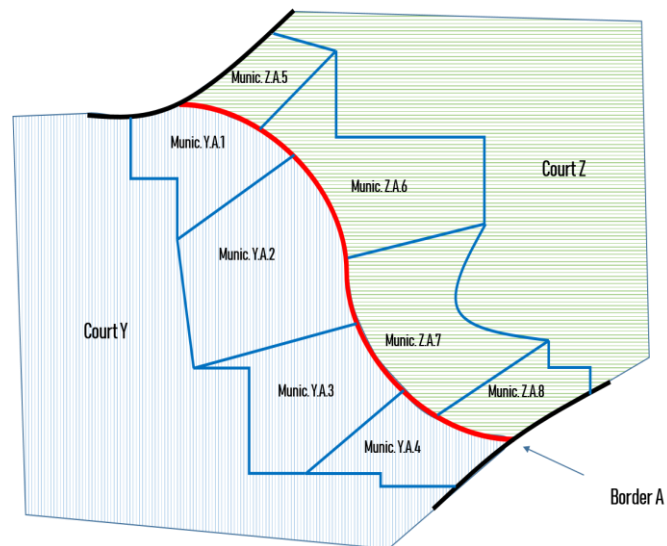 Munic. Z.A.5
Munic. Y.A.1
Court Z
Munic. Z.A.6
Munic. Y.A.2
Court Y
Munic. Z.A.7
Munic. Y.A.3
Munic. Z.A.8
Munic. Y.A.4
Border A